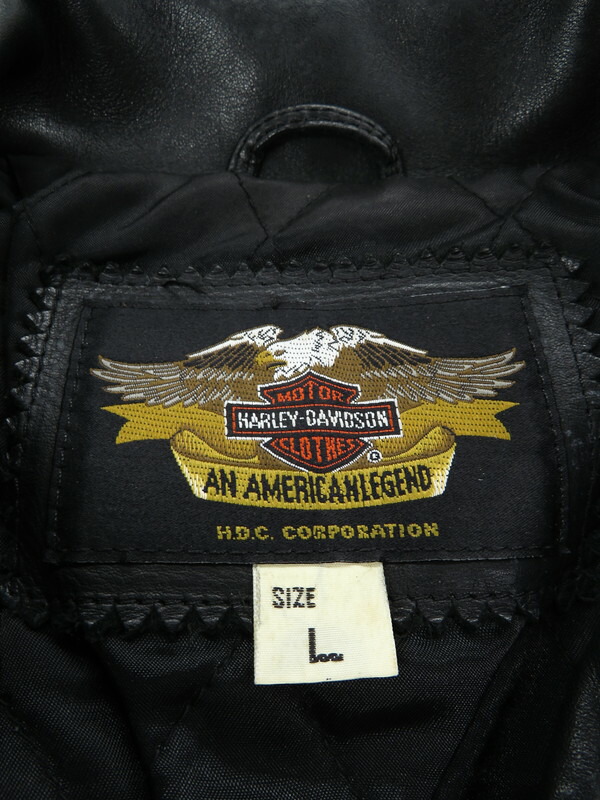 MOTOR
HARLEY-DAVIDSON
CLOTHES
®
AN AMERICAN LEGEND
H.D.C. CORPORATION
SIZE
L